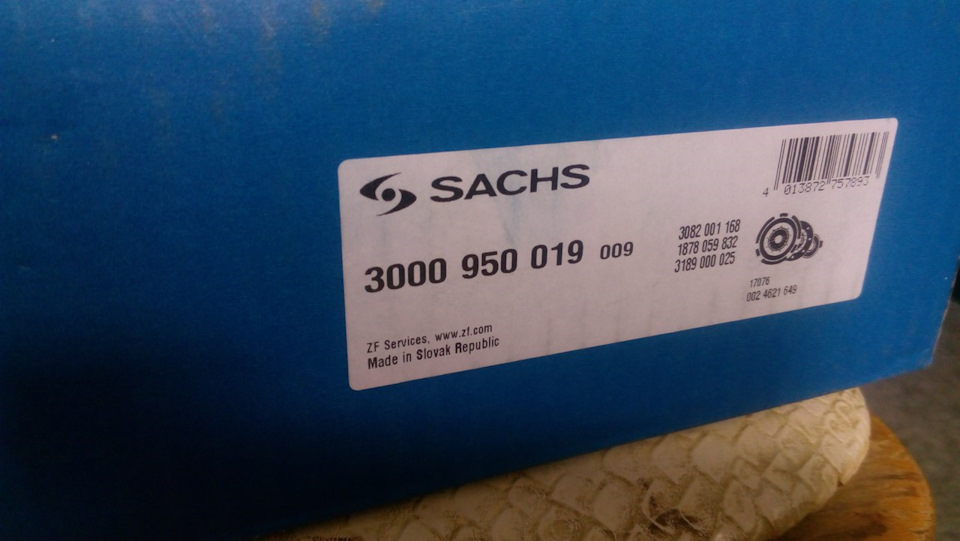 SACHS
4 013872 757893
3000 950 019 009
3082 001 168
1878 059 832
3189 000 025
17076
002 4621 649
ZF Services, www.zf.com
Made in Slovak Republic